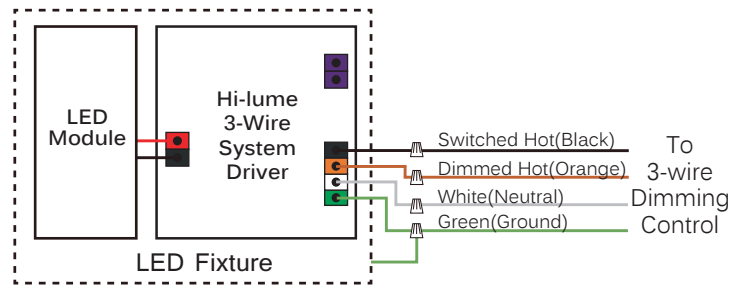 LED
Module
Hi-lume
3-Wire
System
Driver
Switched Hot(Black)
Dimmed Hot(Orange)
White(Neutral)
Green(Ground)
To
3-wire
Dimming
Control
LED Fixture